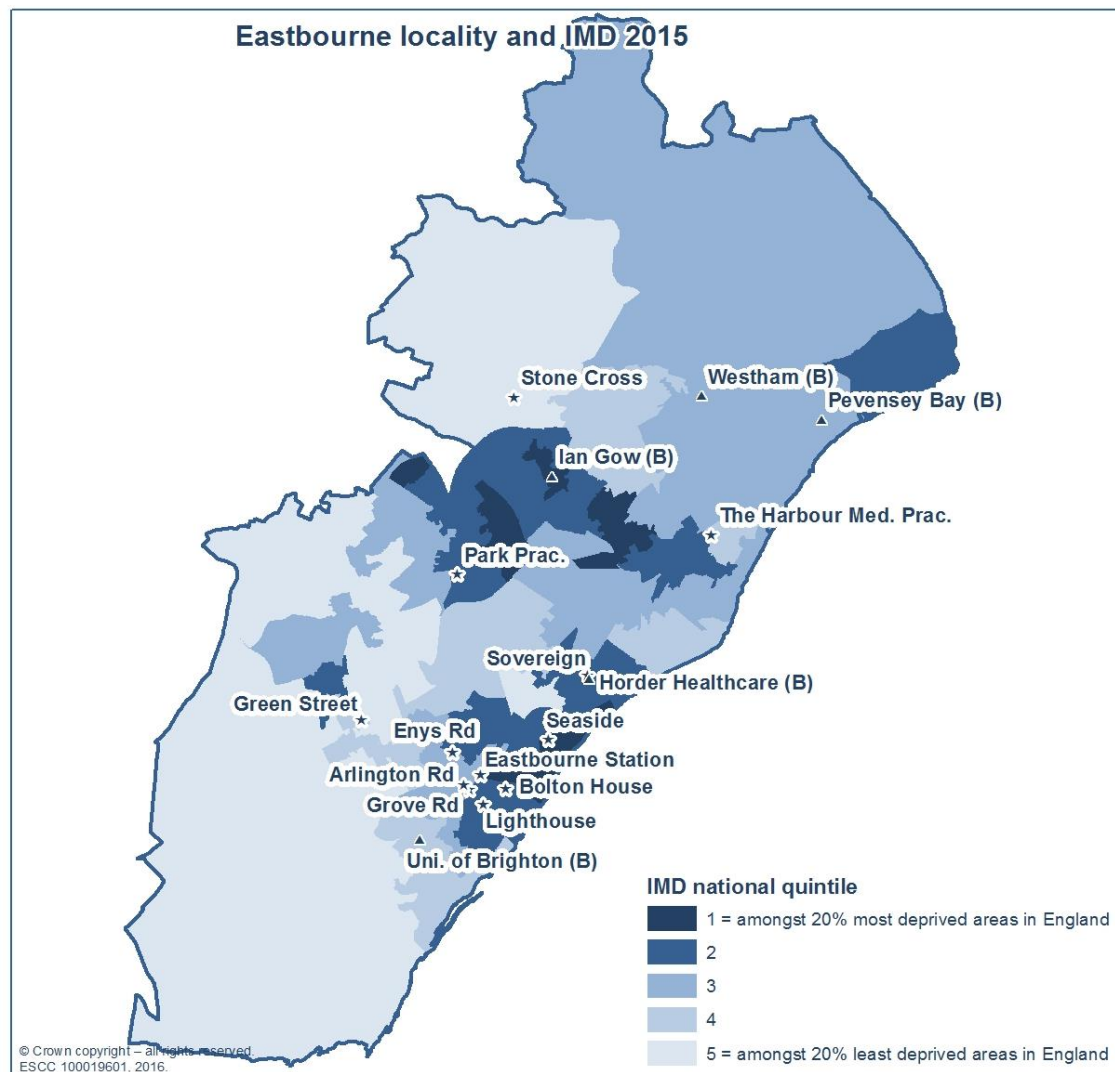 Eastbourne locality and IMD 2015
Stone Cross
Westham (B)
Pevensey Bay (B)
Ian Gow (B)
The Harbour Med. Prac.
Park Prac.
Sovereign
Horder Healthcare (B)
Green Street
Seaside
Enys Rd
Eastbourne Station
Arlington Rd
Bolton House
Grove Rd
Lighthouse
Uni. of Brighton (B)
IMD national quintile
1 = amongst 20% most deprived areas in England
2
3
4
5 = amongst 20% least deprived areas in England
© Crown copyright – all rights reserved.
ESCC 100019601, 2016.